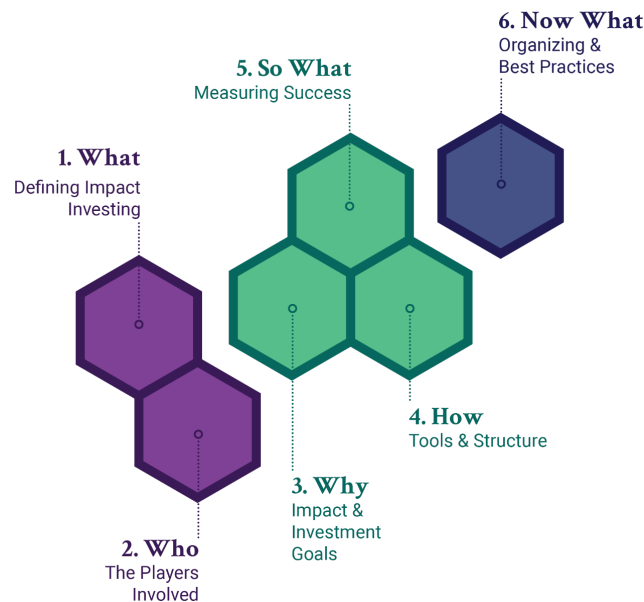 1. What
Defining Impact
Investing
2. Who
The Players
Involved
3. Why
Impact &
Investment
Goals
4. How
Tools & Structure
5. So What
Measuring Success
6. Now What
Organizing &
Best Practices